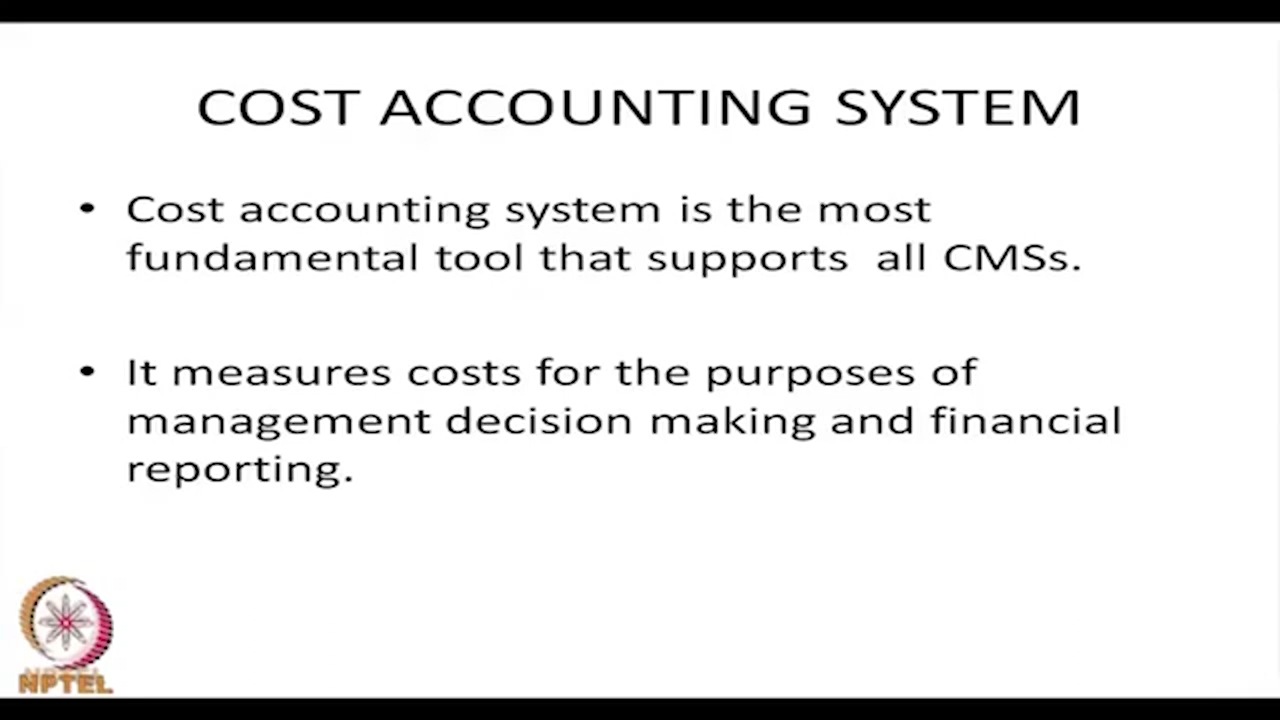 COST ACCOUNTING SYSTEM
• Cost accounting system is the most
fundamental tool that supports  all CMSs.
• It measures costs for the purposes of
management decision making and financial
reporting.
NPTEL